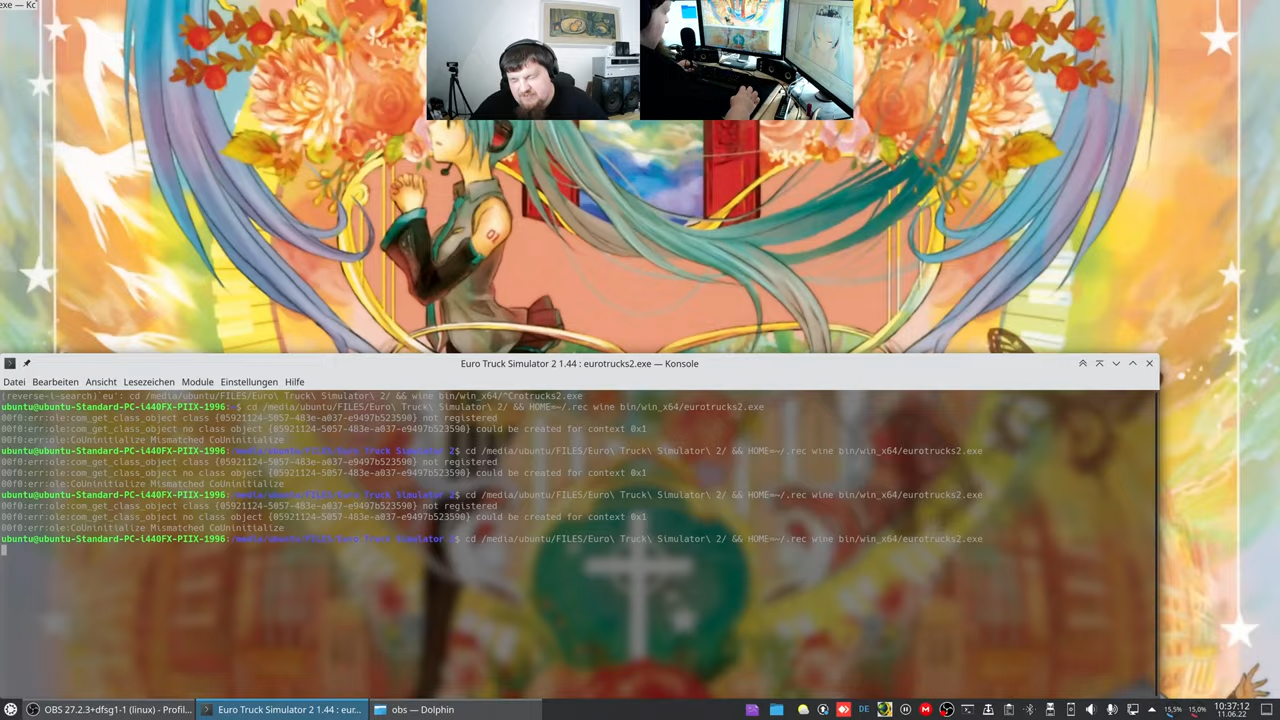 exe — Kc
01
Euro Truck Simulator 2 1.44 : eurotrucks2.exe — Konsole
Datei Bearbeiten Ansicht Lesezeichen Module Einstellungen Hilfe
(reverse-i-search)`eu': cd /media/ubuntu/FILES/Euro\ Truck\ Simulator\ 2/ && wine bin/^Crotrucks2.exe
ubuntu@ubuntu-Standard-PC-i440FX-PIIX-1996:~$ cd /media/ubuntu/FILES/Euro\ Truck\ Simulator\ 2/ && HOME=~/.rec wine bin/win_x64/eurotrucks2.exe
00f0:err:ole:com_get_class_object class {05921124-5057-483e-a037-e9497b523590} not registered
00f0:err:ole:com_get_class_object no class object {05921124-5057-483e-a037-e9497b523590} could be created for context 0x1
00f0:err:ole:CoUninitialize Mismatched CoUninitialize
ubuntu@ubuntu-Standard-PC-i440FX-PIIX-1996:/media/ubuntu/FILES/Euro Truck Simulator 2$ cd /media/ubuntu/FILES/Euro\ Truck\ Simulator\ 2/ && HOME=~/.rec wine bin/win_x64/eurotrucks2.exe
00f0:err:ole:com_get_class_object class {05921124-5057-483e-a037-e9497b523590} not registered
00f0:err:ole:com_get_class_object no class object {05921124-5057-483e-a037-e9497b523590} could be created for context 0x1
00f0:err:ole:CoUninitialize Mismatched CoUninitialize
ubuntu@ubuntu-Standard-PC-i440FX-PIIX-1996:/media/ubuntu/FILES/Euro Truck Simulator 2$ cd /media/ubuntu/FILES/Euro\ Truck\ Simulator\ 2/ && HOME=~/.rec wine bin/win_x64/eurotrucks2.exe
00f0:err:ole:com_get_class_object class {05921124-5057-483e-a037-e9497b523590} not registered
00f0:err:ole:com_get_class_object no class object {05921124-5057-483e-a037-e9497b523590} could be created for context 0x1
00f0:err:ole:CoUninitialize Mismatched CoUninitialize
ubuntu@ubuntu-Standard-PC-i440FX-PIIX-1996:/media/ubuntu/FILES/Euro Truck Simulator 2$ cd /media/ubuntu/FILES/Euro\ Truck\ Simulator\ 2/ && HOME=~/.rec wine bin/win_x64/eurotrucks2.exe
OBS 27.2.3+dfsg1-1 (linux) - Profil... Euro Truck Simulator 2 1.44 : eur... obs — Dolphin DE 15,5% 15,0% 10:37:12
11.06.22